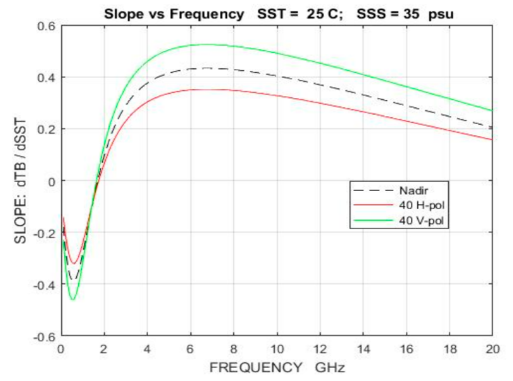 Slope vs Frequency SST = 25 C; SSS = 35 psu
SLOPE: dTB / dSST
0.6
0.4
0.2
0
-0.2
-0.4
-0.6
Nadir
40 H-pol
40 V-pol
0 2 4 6 8 10 12 14 16 18 20
FREQUENCY GHz